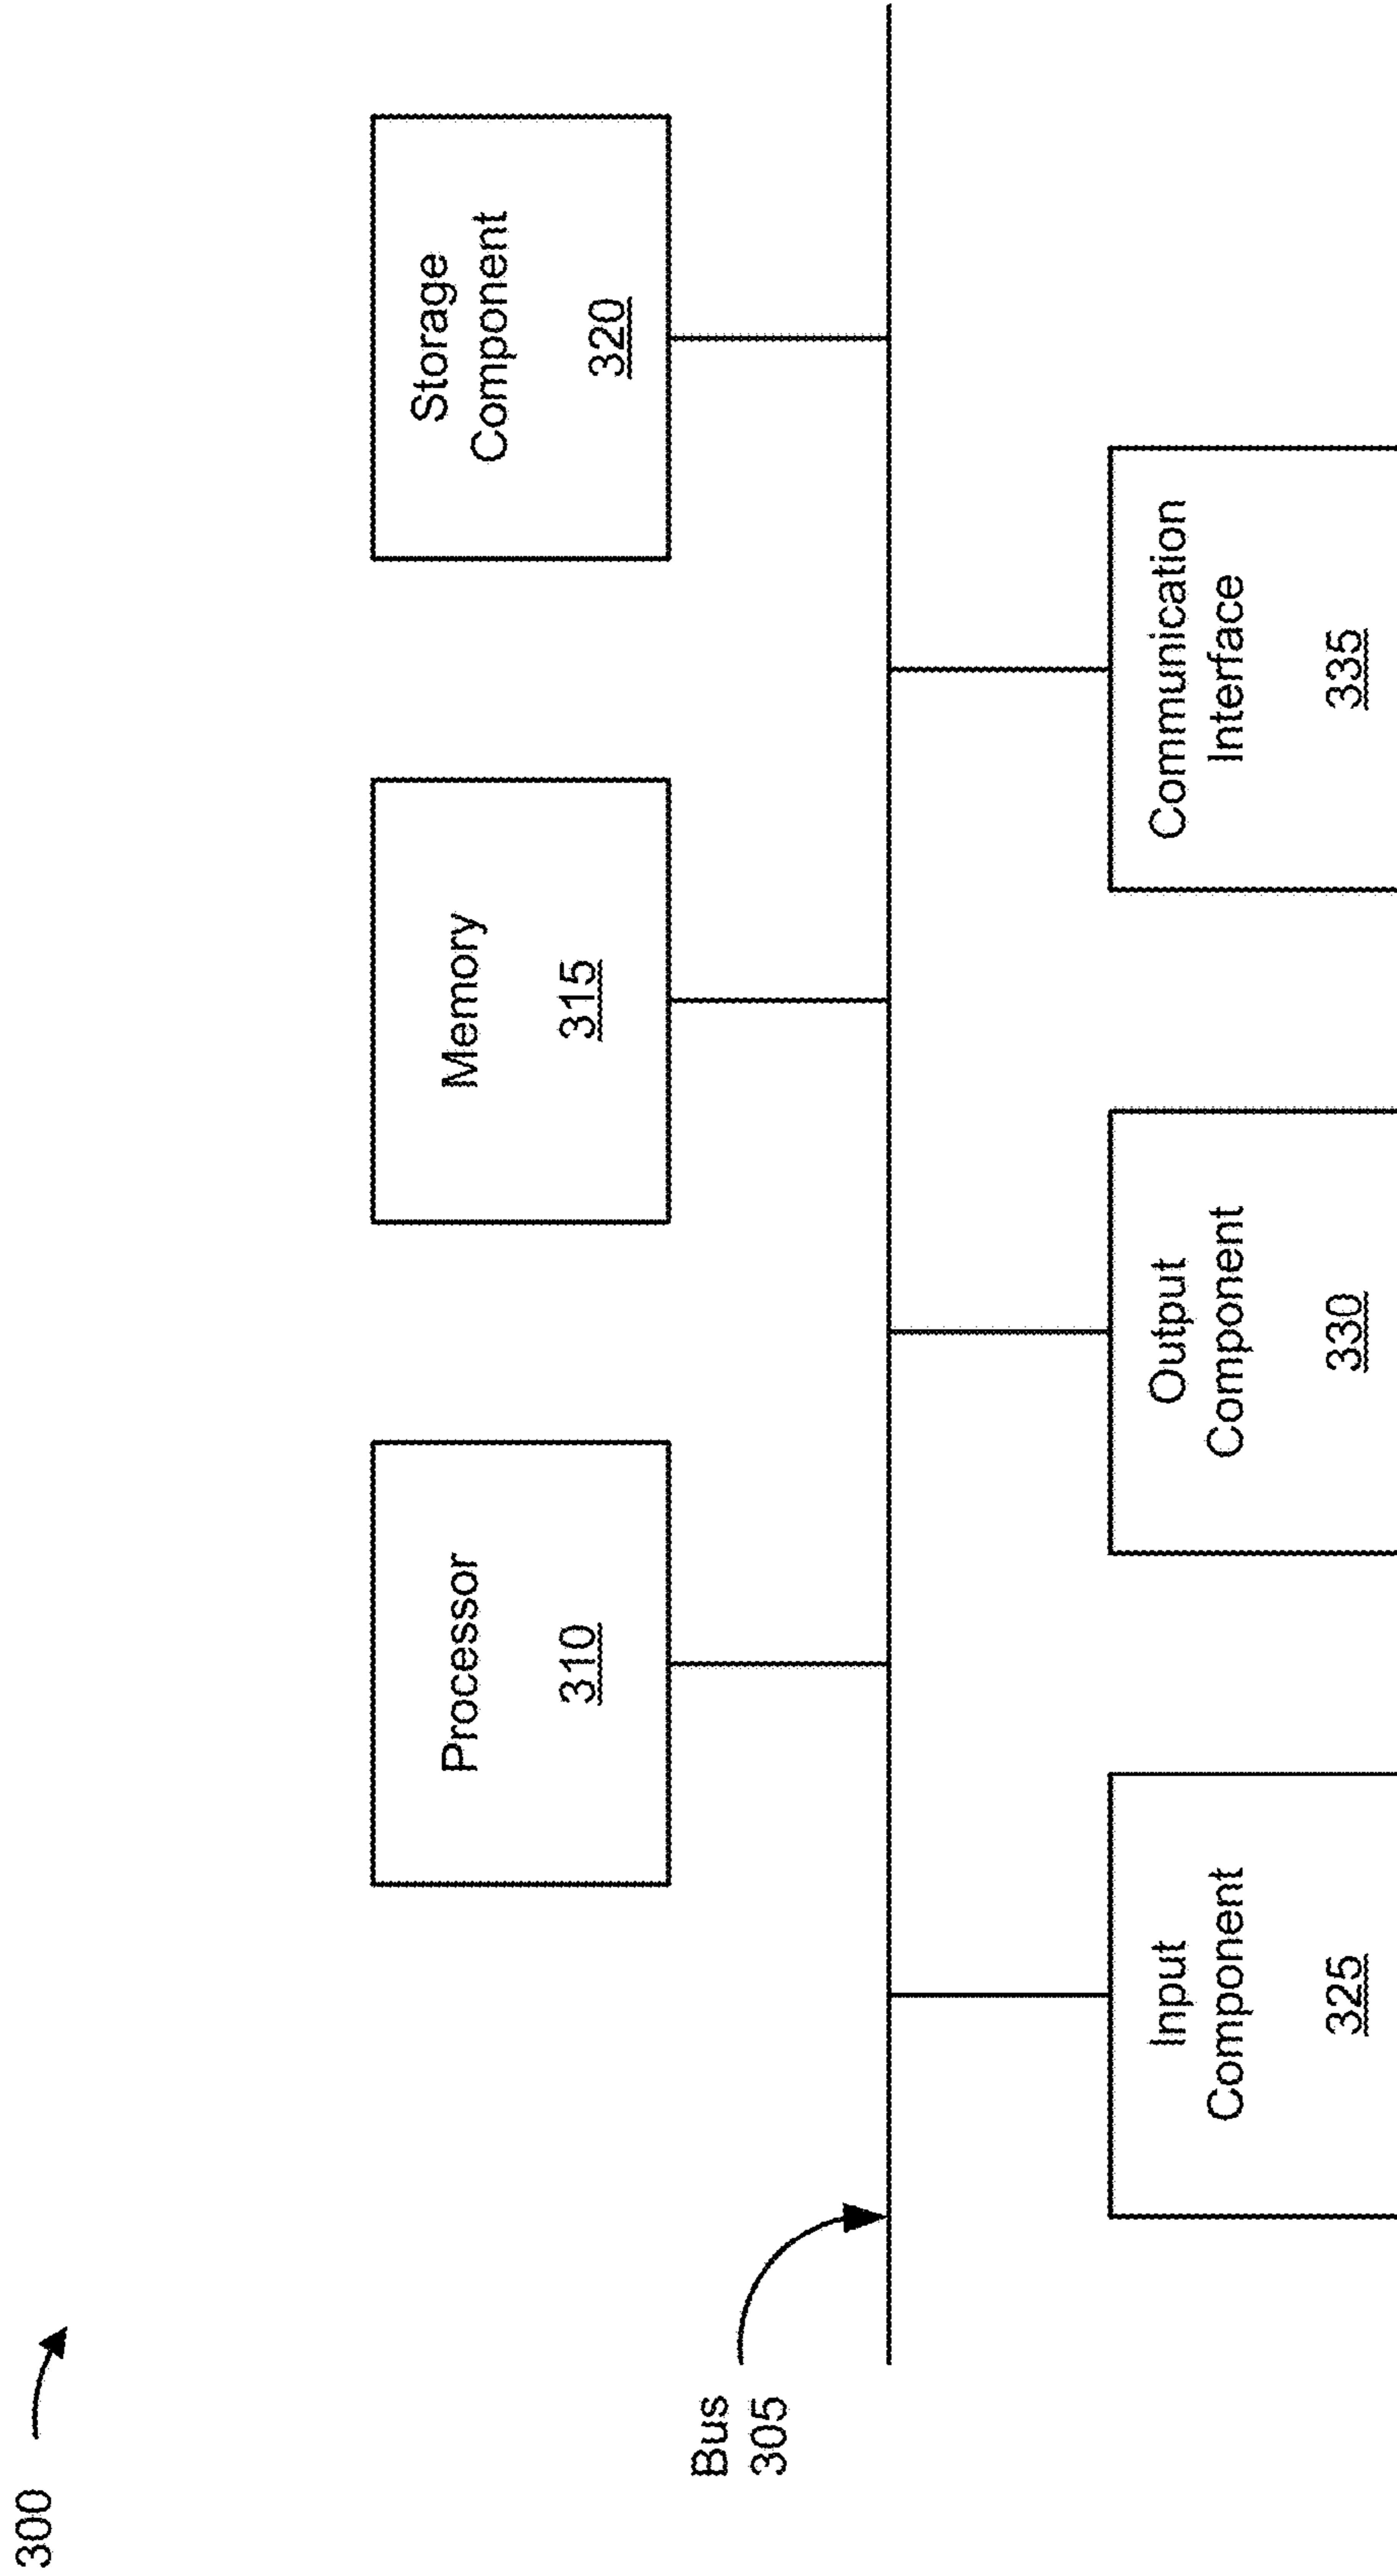 300
Processor
310
Memory
315
Storage
Component
320
Bus
305
Input
Component
325
Output
Component
330
Communication
Interface
335